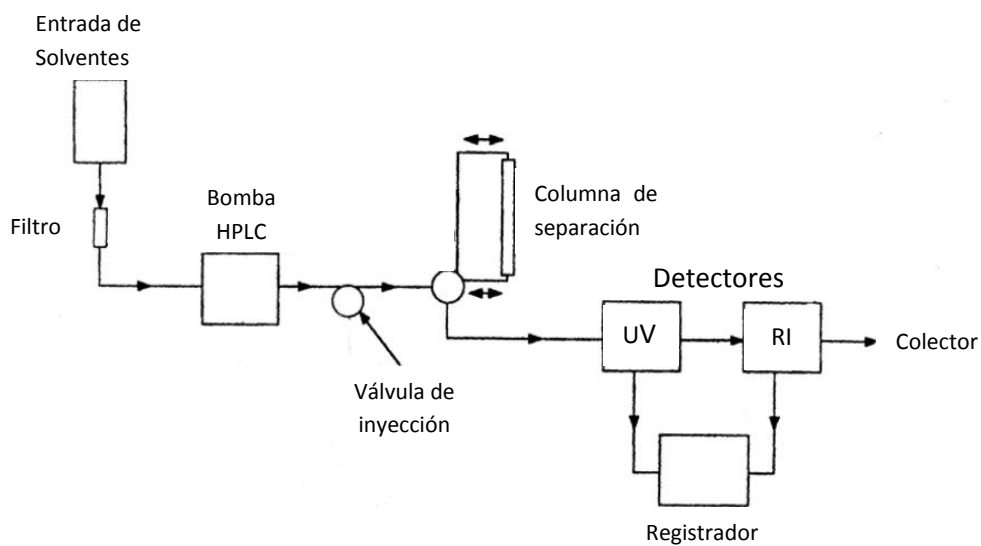 Entrada de
Solventes
Filtro
Bomba
HPLC
Columna de
separación
Válvula de
inyección
Detectores
UV
RI
Colector
Registrador